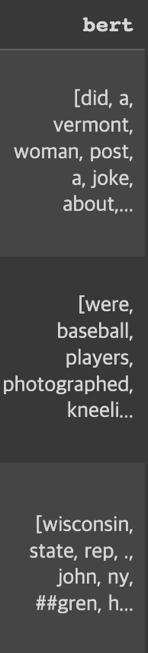 bert
[did, a,
vermont,
woman, post,
a, joke,
about,...
[were,
baseball,
players,
photographed,
kneeli...
[wisconsin,
state, rep, .,
john, ny,
##gren, h...